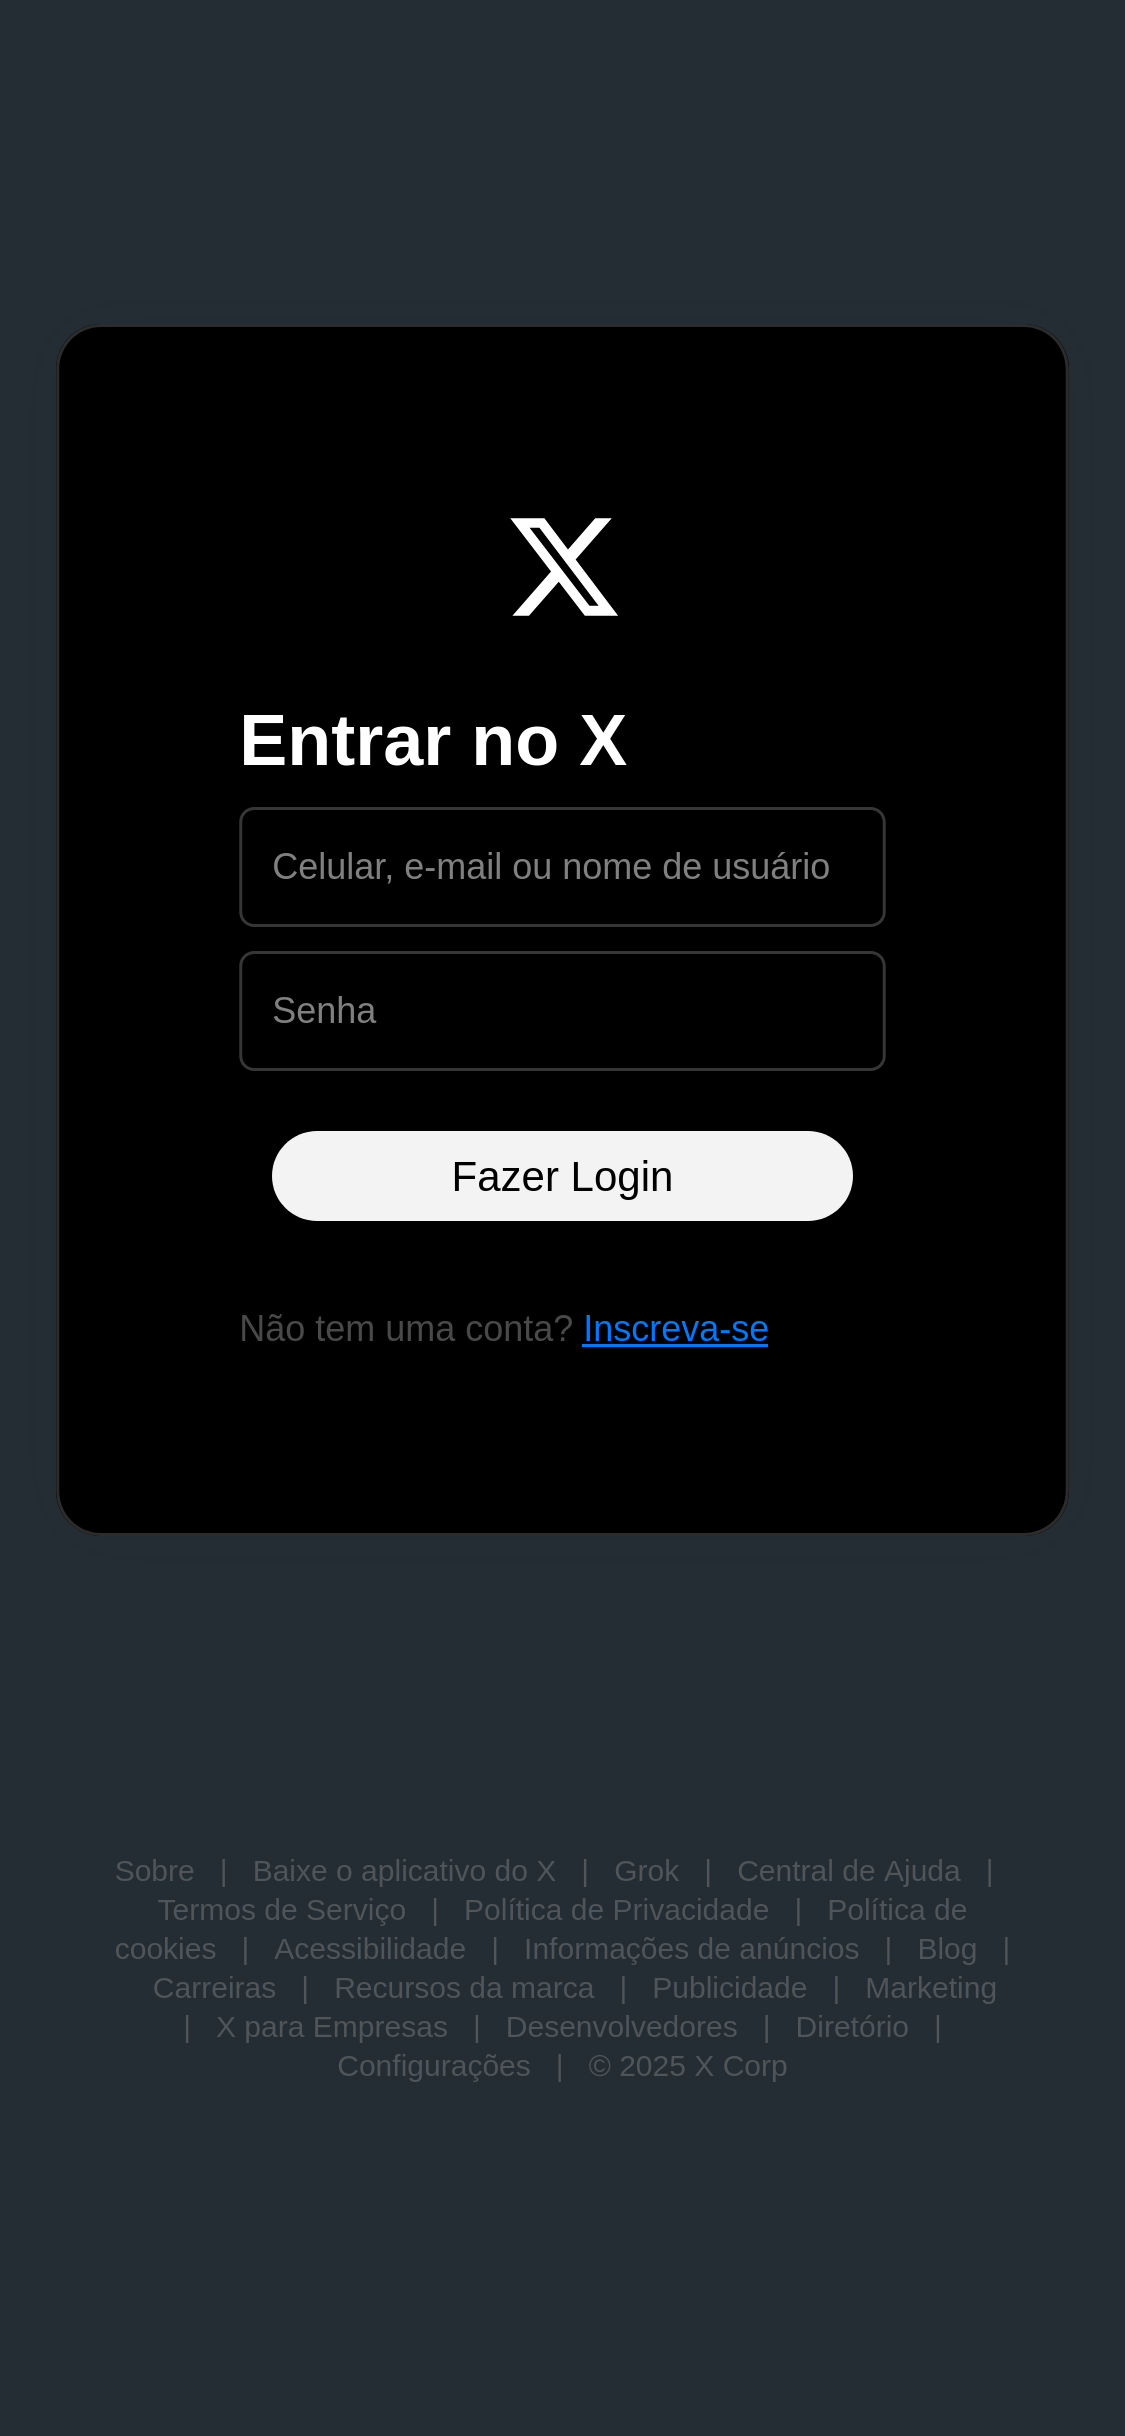 Entrar no X
Celular, e-mail ou nome de usuário
Senha
Fazer Login
Não tem uma conta? Inscreva-se
Sobre | Baixe o aplicativo do X | Grok | Central de Ajuda |
Termos de Serviço | Política de Privacidade | Política de
cookies | Acessibilidade | Informações de anúncios | Blog |
Carreiras | Recursos da marca | Publicidade | Marketing
| X para Empresas | Desenvolvedores | Diretório |
Configurações | © 2025 X Corp